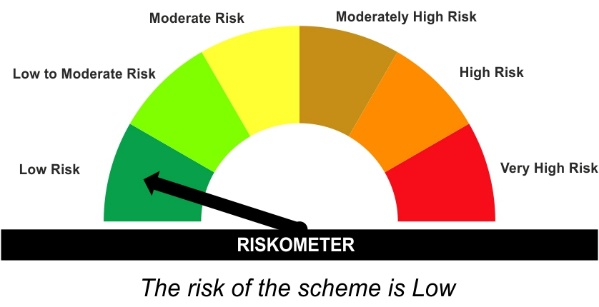 Moderate Risk
Moderately High Risk
Low to Moderate Risk
High Risk
Low Risk
Very High Risk
RISKOMETER
The risk of the scheme is Low